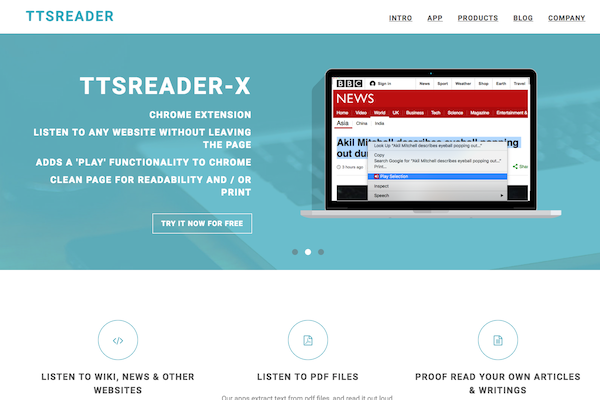 TTSREADER
INTRO APP PRODUCTS BLOG COMPANY
TTSREADER-X
CHROME EXTENSION
LISTEN TO ANY WEBSITE WITHOUT LEAVING
THE PAGE
ADDS A 'PLAY' FUNCTIONALITY TO CHROME
CLEAN PAGE FOR READABILITY AND / OR
PRINT
TRY IT NOW FOR FREE
BBC Sign in News Sport Weather Shop Earth Travel
NEWS
Home Video World UK Business Tech Science Magazine Entertainment &
Asia China India
Akil Mitchell describes eyeball popping
out du
3 hours ago
Share
Look Up "Akil Mitchell describes eyeball popping out..."
Copy
Search Google for "Akil Mitchell describes eyeball popping out..."
Print...
Play Selection
Inspect
Speech
LISTEN TO WIKI, NEWS & OTHER
WEBSITES
LISTEN TO PDF FILES
Our apps extract text from pdf files, and read it out loud
PROOF READ YOUR OWN ARTICLES
& WRITINGS